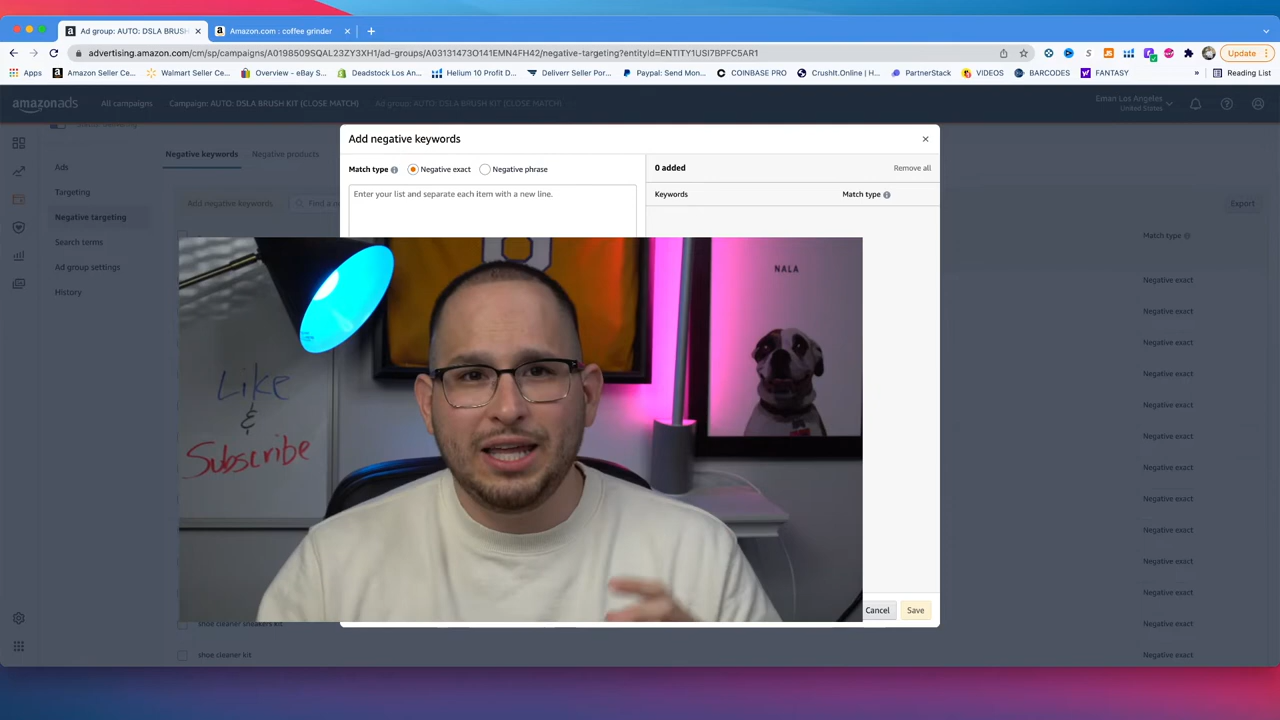 Ad group: AUTO: DSLA BRUSH
Amazon.com : coffee grinder
advertising.amazon.com/cm/sp/campaigns/A0198509SQAL23ZY3XH1/ad-groups/A03131473O141EMN4FH42/negative-targeting?entityId=ENTITY1USI7BPFC5AR1
Update
Apps
Amazon Seller Ce...
Walmart Seller Ce...
Overview - eBay S...
Deadstock Los An...
Helium 10 Profit D...
Deliverr Seller Por...
Paypal: Send Mon...
COINBASE PRO
CrushIt.Online | H...
PartnerStack
VIDEOS
BARCODES
FANTASY
»
Reading List
amazonads
All campaigns
Campaign: AUTO: DSLA BRUSH KIT (CLOSE MATCH)
Ad group: AUTO: DSLA BRUSH KIT (CLOSE MATCH)
Eman Los Angeles
United States
Ads
Targeting
Negative targeting
Search terms
Ad group settings
History
Negative keywords
Negative products
Add negative keywords
Find a ne
Export
Match type
Negative exact
Negative exact
Negative exact
Negative exact
Negative exact
Negative exact
Negative exact
Negative exact
Negative exact
Negative exact
Negative exact
Negative exact
Negative exact
shoe cleaner sneakers kit
shoe cleaner kit
Add negative keywords
Match type
Negative exact
Negative phrase
Enter your list and separate each item with a new line.
0 added
Remove all
Keywords
Match type
Cancel
Save
Like
&
Subscribe
NALA